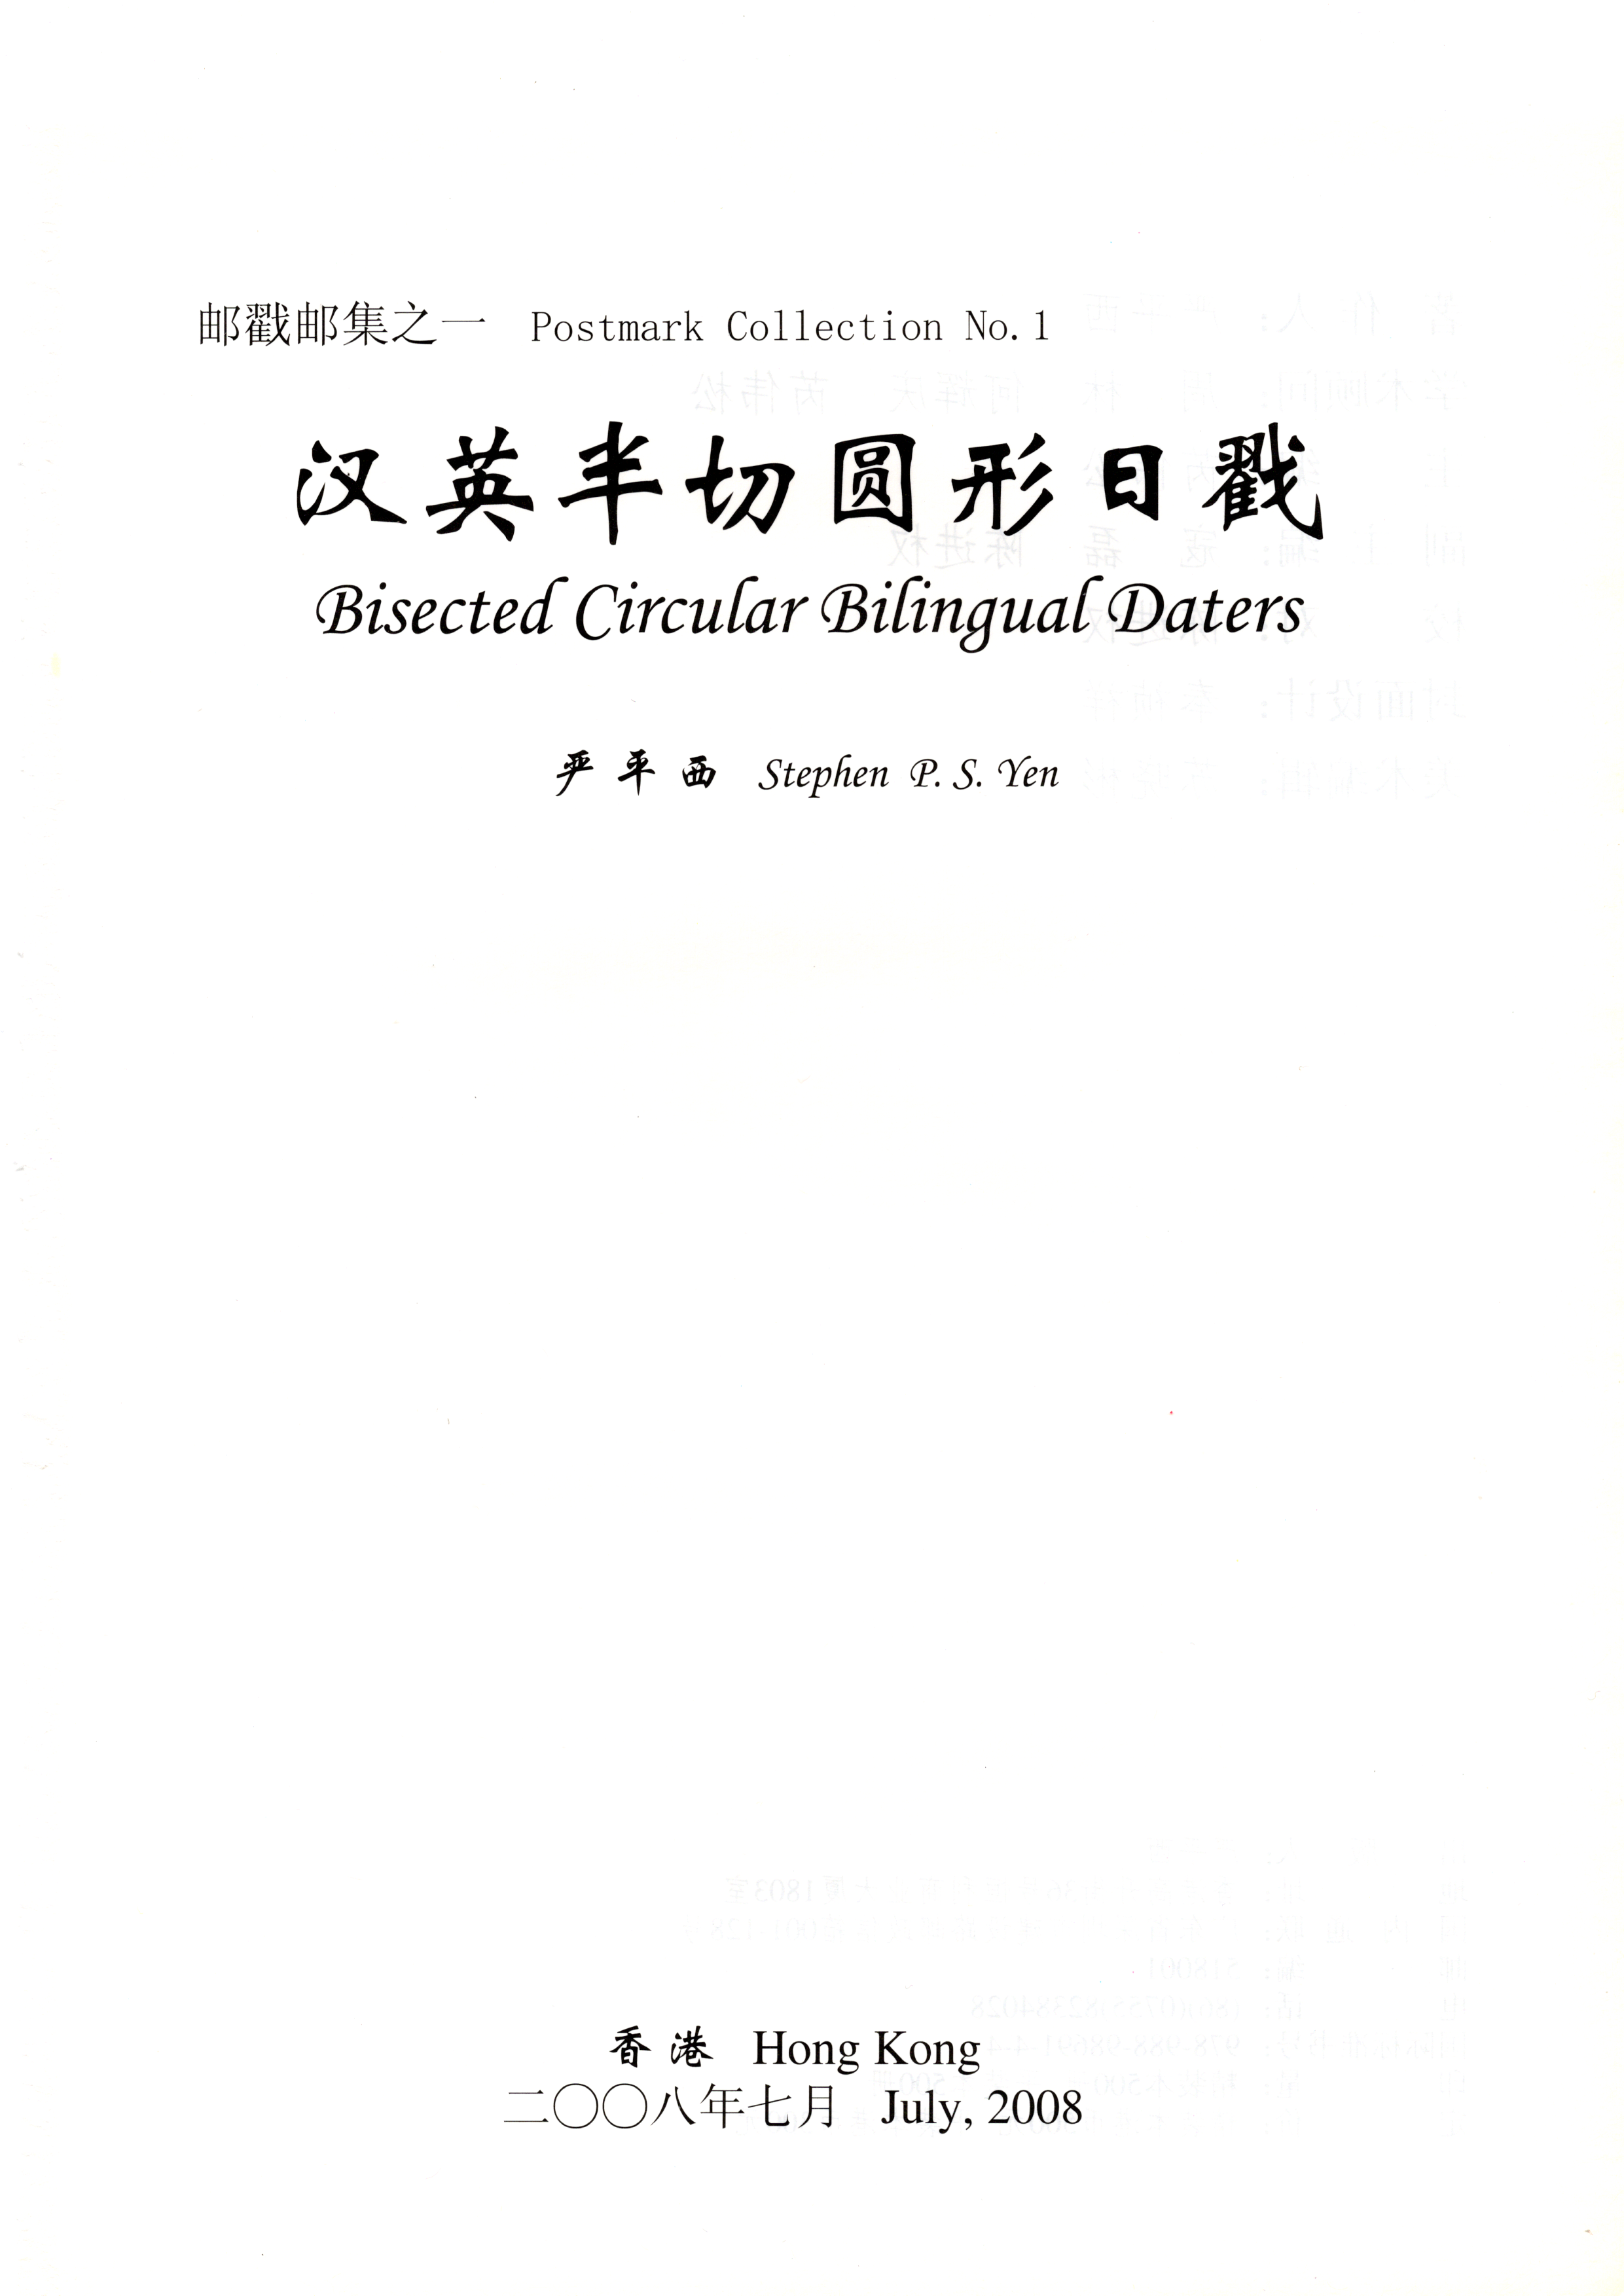 邮戳邮集之一 Postmark Collection No.1
汉英半切圆形日戳
Bisected Circular Bilingual Daters
严平西 Stephen P. S. Yen
香港 Hong Kong
二〇〇八年七月 July, 2008